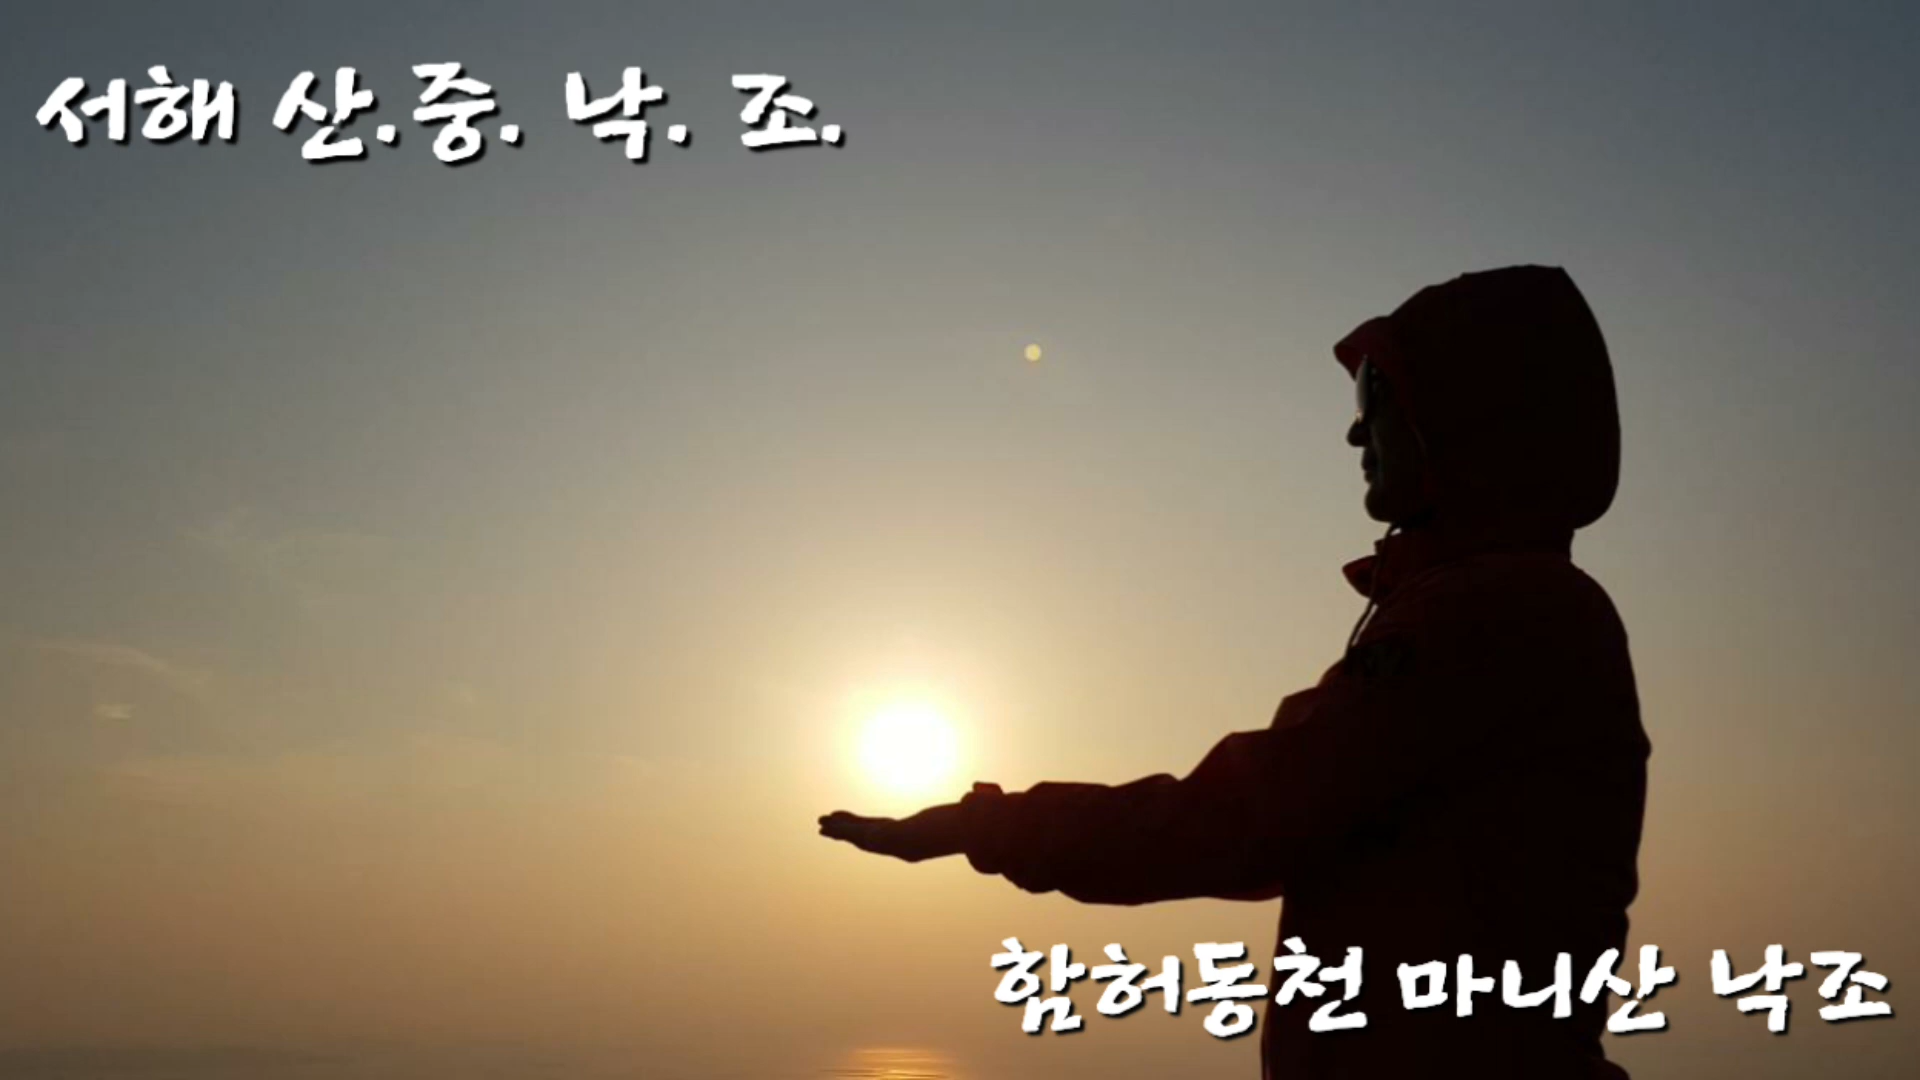 서해 산.중. 낙. 조.
함허동천 마니산 낙조